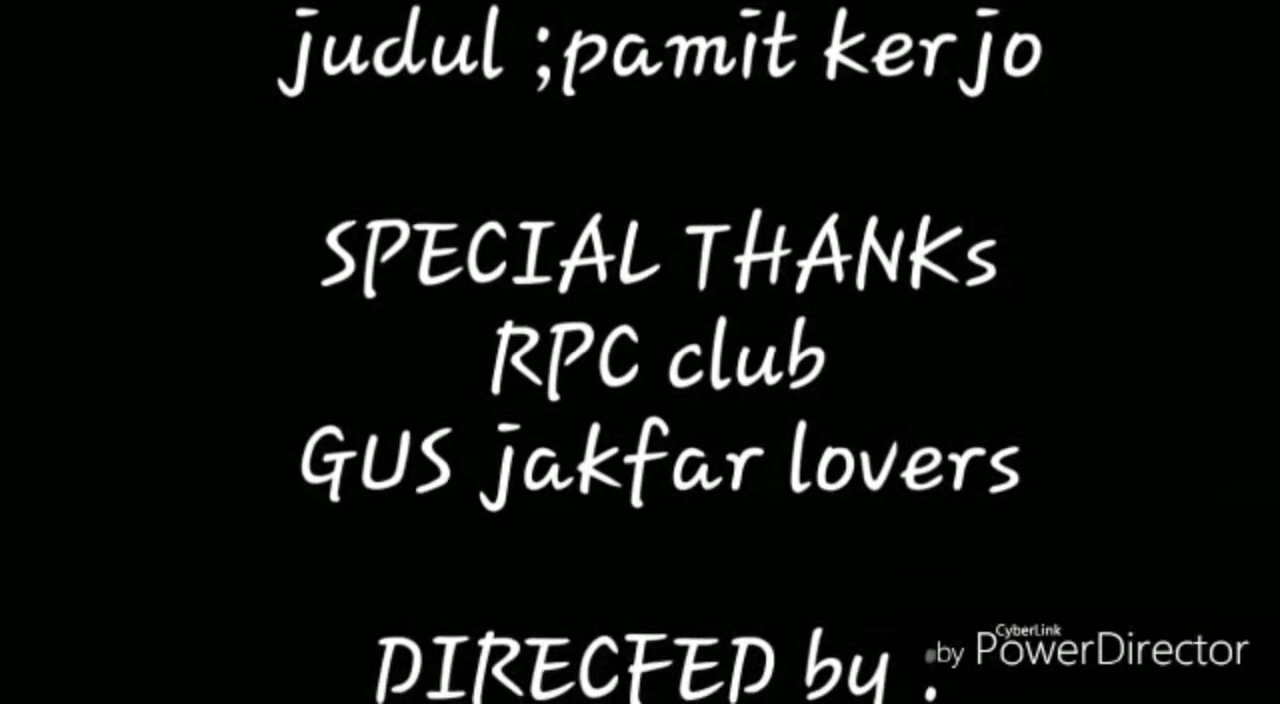 judul ;pamit kerjo
SPECIAL THANKs
RPC club
GUS jakfar lovers
DIRECFED by .
CyberLink
by PowerDirector